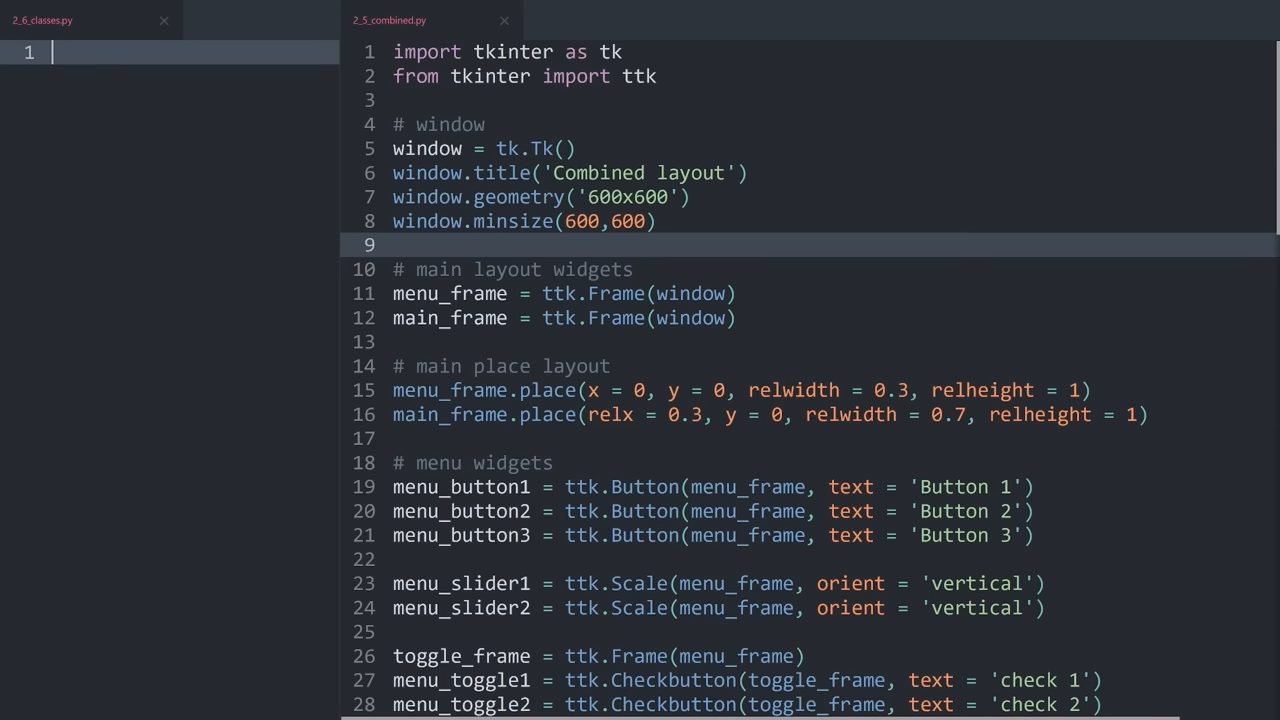 2_6_classes.py
1
2_5_combined.py
1 import tkinter as tk
2 from tkinter import ttk
3
4 # window
5 window = tk.Tk()
6 window.title('Combined layout')
7 window.geometry('600x600')
8 window.minsize(600,600)
9
10 # main layout widgets
11 menu_frame = ttk.Frame(window)
12 main_frame = ttk.Frame(window)
13
14 # main place layout
15 menu_frame.place(x = 0, y = 0, relwidth = 0.3, relheight = 1)
16 main_frame.place(relx = 0.3, y = 0, relwidth = 0.7, relheight = 1)
17
18 # menu widgets
19 menu_button1 = ttk.Button(menu_frame, text = 'Button 1')
20 menu_button2 = ttk.Button(menu_frame, text = 'Button 2')
21 menu_button3 = ttk.Button(menu_frame, text = 'Button 3')
22
23 menu_slider1 = ttk.Scale(menu_frame, orient = 'vertical')
24 menu_slider2 = ttk.Scale(menu_frame, orient = 'vertical')
25
26 toggle_frame = ttk.Frame(menu_frame)
27 menu_toggle1 = ttk.Checkbutton(toggle_frame, text = 'check 1')
28 menu_toggle2 = ttk.Checkbutton(toggle_frame, text = 'check 2')